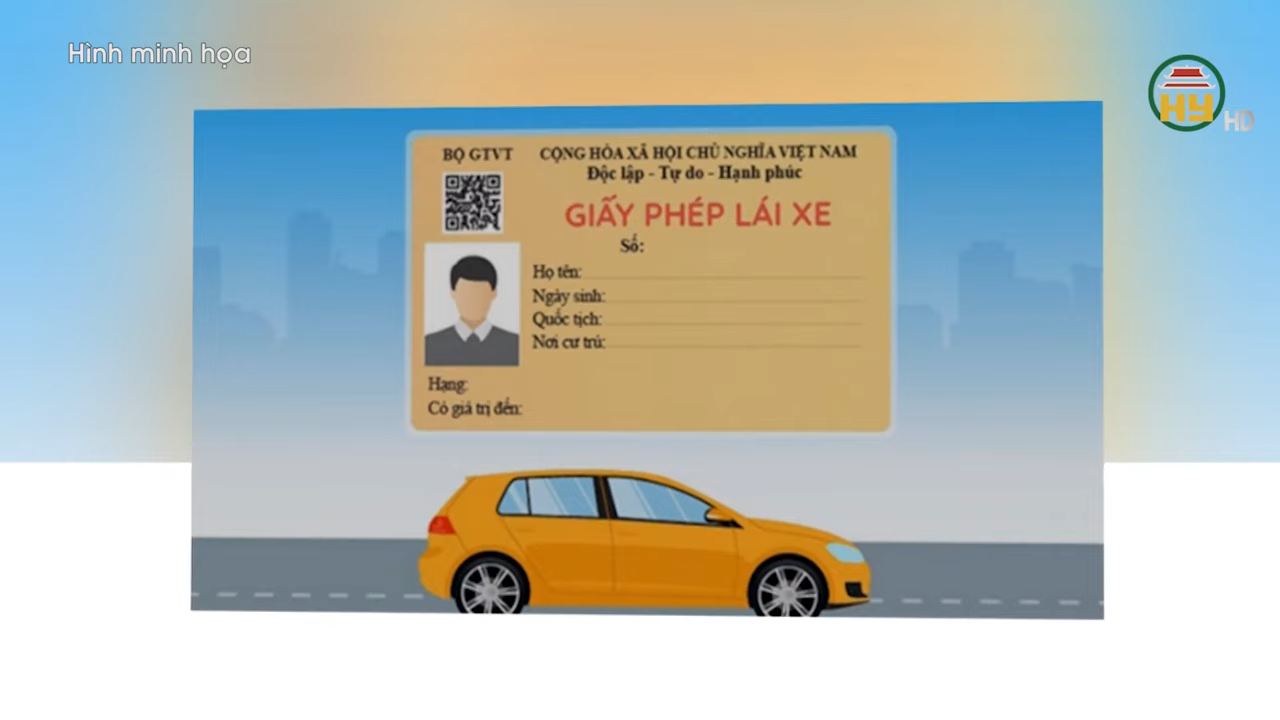 Hình minh họa
HY
HD
BỘ GTVT
CỘNG HÒA XÃ HỘI CHỦ NGHĨA VIỆT NAM
Độc lập - Tự do - Hạnh phúc
GIẤY PHÉP LÁI XE
Số:
Họ tên:
Ngày sinh:
Quốc tịch:
Nơi cư trú:
Hạng:
Có giá trị đến: